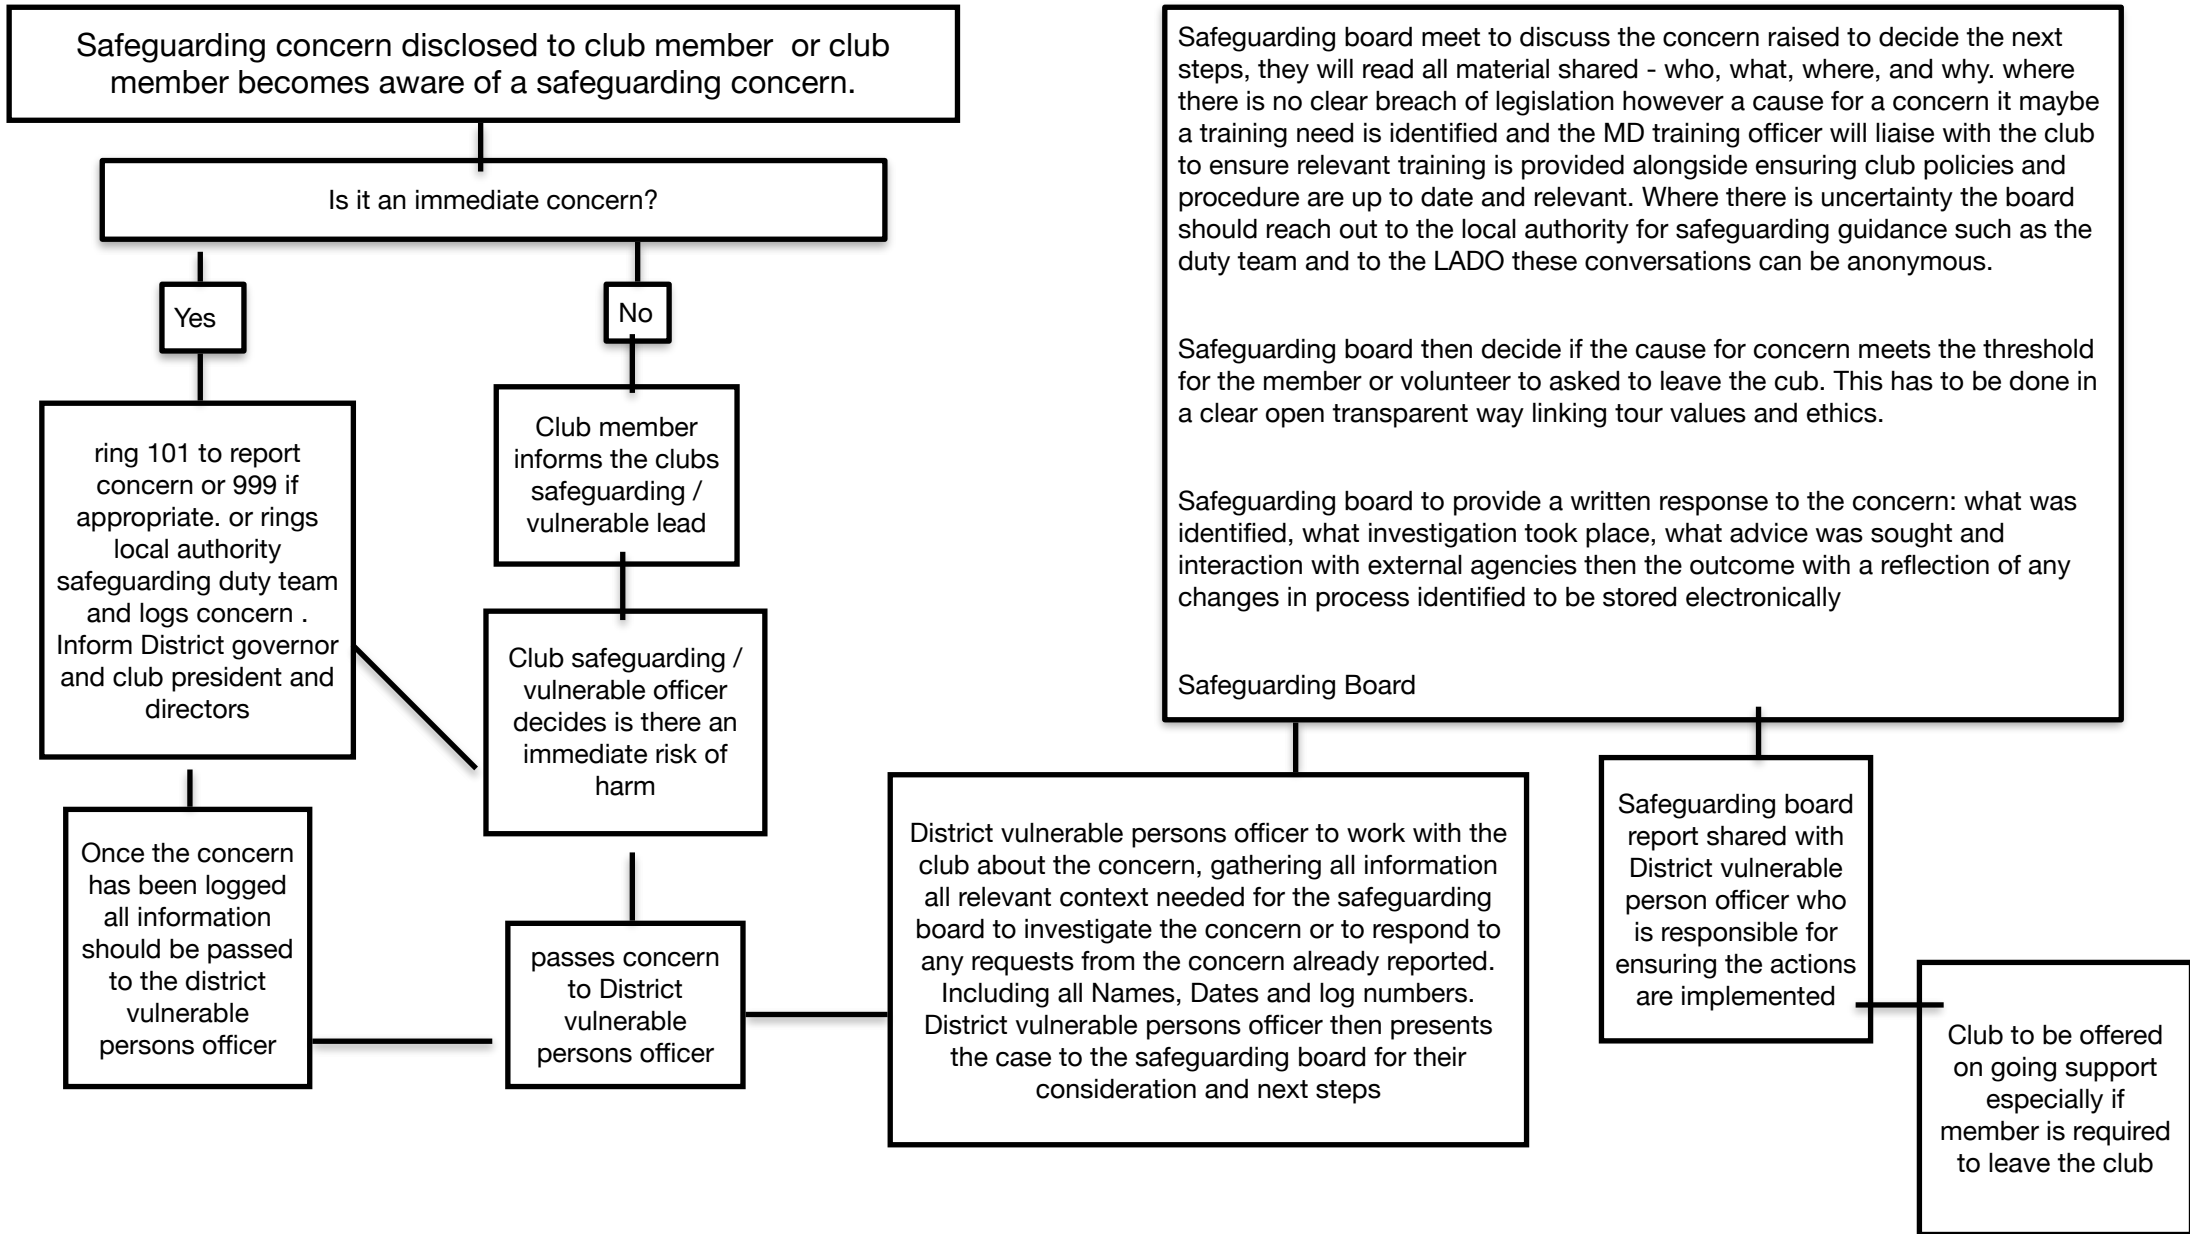 Safeguarding concern disclosed to club member  or club
member becomes aware of a safeguarding concern.
Is it an immediate concern?
Yes
No
ring 101 to report
concern or 999 if
appropriate. or rings
local authority
safeguarding duty team
and logs concern .
Inform District governor
and club president and
directors
Club member
informs the clubs
safeguarding /
vulnerable lead
Club safeguarding /
vulnerable officer
decides is there an
immediate risk of
harm
Once the concern
has been logged
all information
should be passed
to the district
vulnerable
persons officer
passes concern
to District
vulnerable
persons officer
District vulnerable persons officer to work with the
club about the concern, gathering all information
all relevant context needed for the safeguarding
board to investigate the concern or to respond to
any requests from the concern already reported.
Including all Names, Dates and log numbers.
District vulnerable persons officer then presents
the case to the safeguarding board for their
consideration and next steps
Safeguarding board meet to discuss the concern raised to decide the next
steps, they will read all material shared - who, what, where, and why. where
there is no clear breach of legislation however a cause for a concern it maybe
a training need is identified and the MD training officer will liaise with the club
to ensure relevant training is provided alongside ensuring club policies and
procedure are up to date and relevant. Where there is uncertainty the board
should reach out to the local authority for safeguarding guidance such as the
duty team and to the LADO these conversations can be anonymous.
Safeguarding board then decide if the cause for concern meets the threshold
for the member or volunteer to asked to leave the cub. This has to be done in
a clear open transparent way linking tour values and ethics.
Safeguarding board to provide a written response to the concern: what was
identified, what investigation took place, what advice was sought and
interaction with external agencies then the outcome with a reflection of any
changes in process identified to be stored electronically
Safeguarding Board
Safeguarding board
report shared with
District vulnerable
person officer who
is responsible for
ensuring the actions
are implemented
Club to be offered
on going support
especially if
member is required
to leave the club